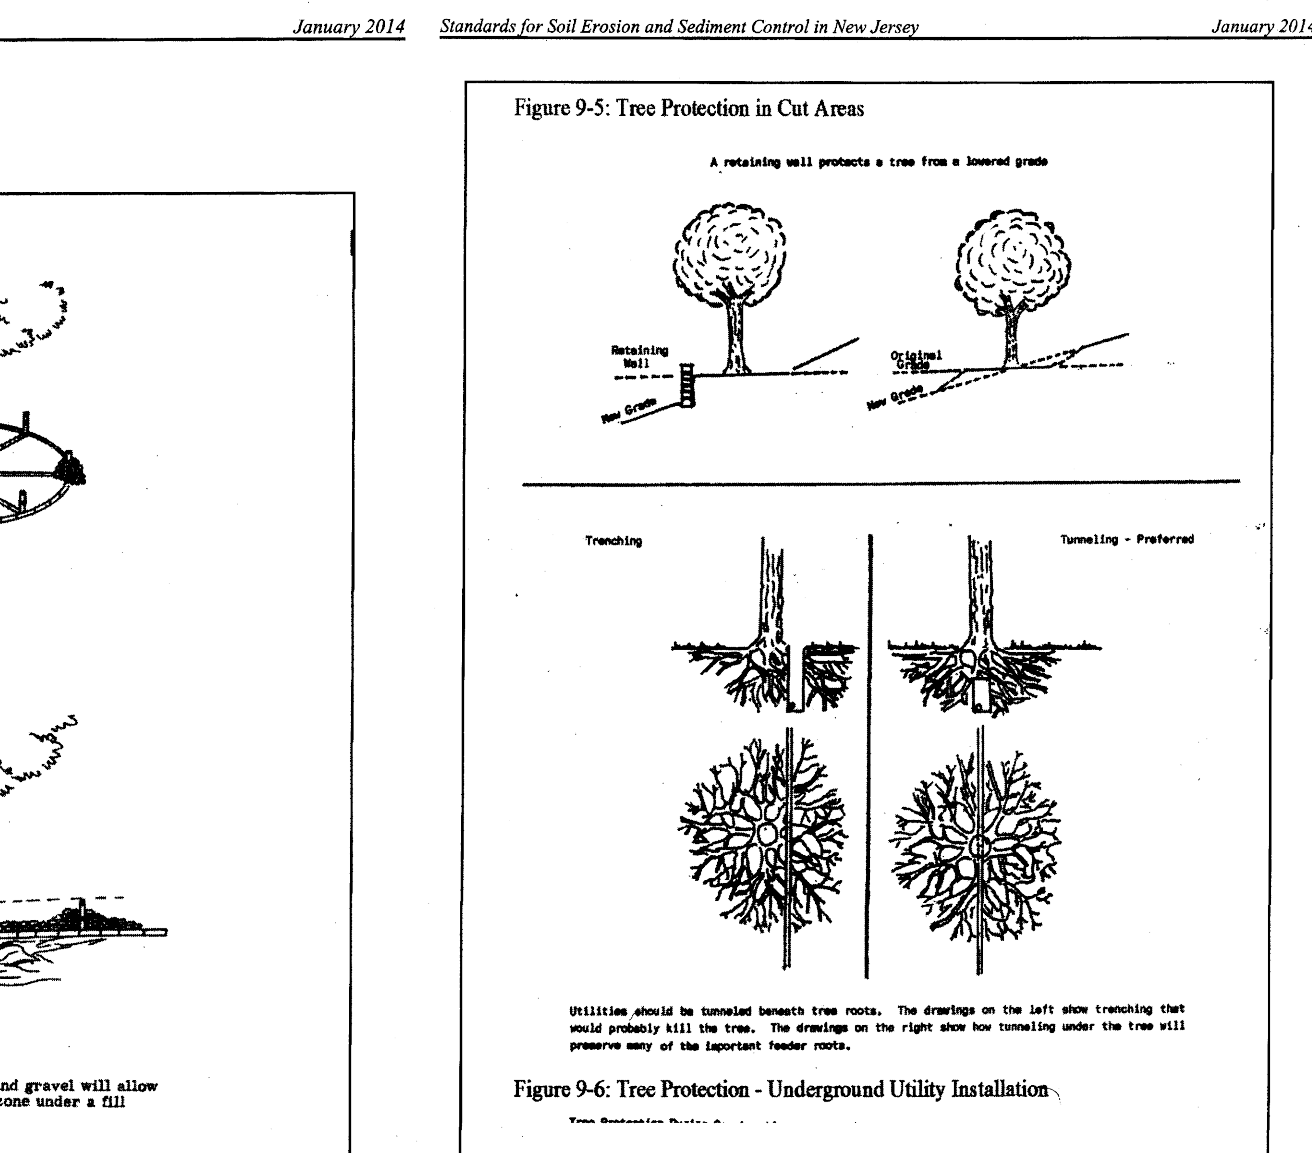 January 2014
nd gravel will allow
zone under a fill
Standards for Soil Erosion and Sediment Control in New Jersey
January 2014
Figure 9-5: Tree Protection in Cut Areas
A retaining wall protects a tree from a lowered grade
Retaining
Wall
New Grade
Original
Grade
New Grade
Trenching
Tunneling - Preferred
Utilities should be tunneled beneath tree roots. The drawings on the left show trenching that
would probably kill the tree. The drawings on the right show how tunneling under the tree will
preserve many of the important feeder roots.
Figure 9-6: Tree Protection - Underground Utility Installation
Tree Protection During